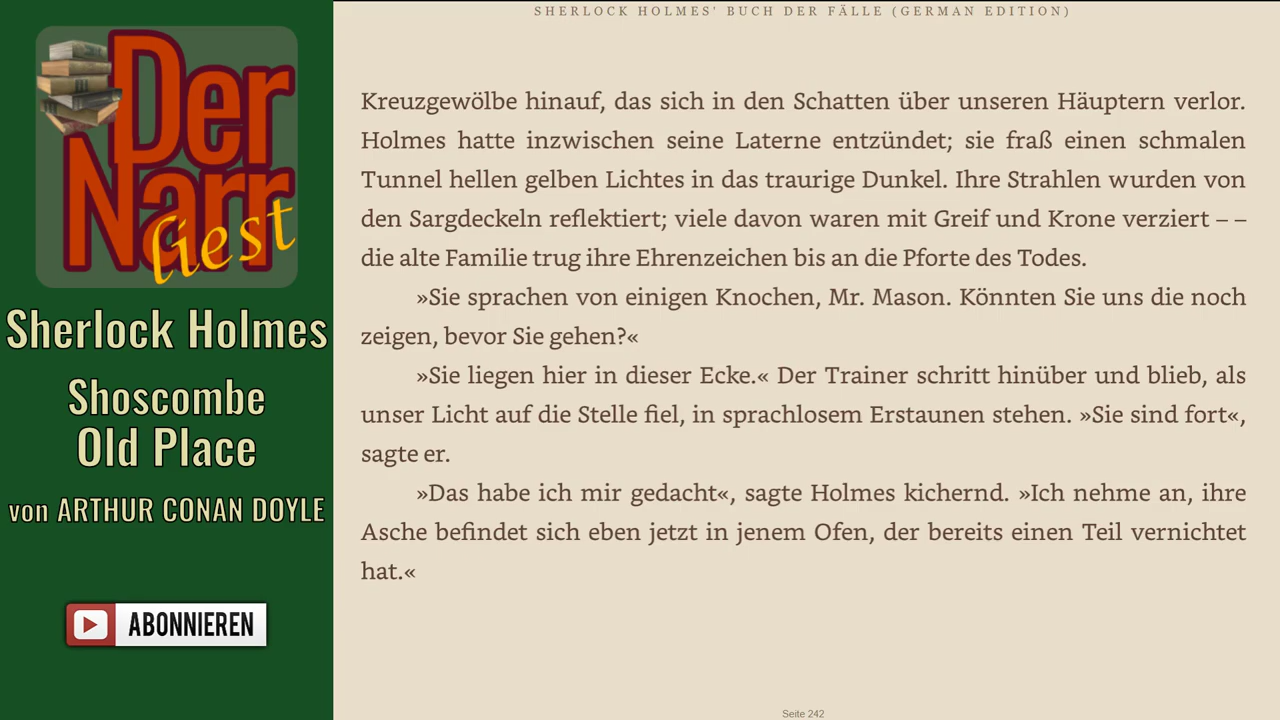 Der
Narr
liest
Sherlock Holmes
Shoscombe
Old Place
von ARTHUR CONAN DOYLE
ABONNIEREN
SHERLOCK HOLMES' BUCH DER FÄLLE (GERMAN EDITION)
Kreuzgewölbe hinauf, das sich in den Schatten über unseren Häuptern verlor.
Holmes hatte inzwischen seine Laterne entzündet; sie fraß einen schmalen
Tunnel hellen gelben Lichtes in das traurige Dunkel. Ihre Strahlen wurden von
den Sargdeckeln reflektiert; viele davon waren mit Greif und Krone verziert – –
die alte Familie trug ihre Ehrenzeichen bis an die Pforte des Todes.
»Sie sprachen von einigen Knochen, Mr. Mason. Könnten Sie uns die noch
zeigen, bevor Sie gehen?«
»Sie liegen hier in dieser Ecke.« Der Trainer schritt hinüber und blieb, als
unser Licht auf die Stelle fiel, in sprachlosem Erstaunen stehen. »Sie sind fort«,
sagte er.
»Das habe ich mir gedacht«, sagte Holmes kichernd. »Ich nehme an, ihre
Asche befindet sich eben jetzt in jenem Ofen, der bereits einen Teil vernichtet
hat.«
Seite 242